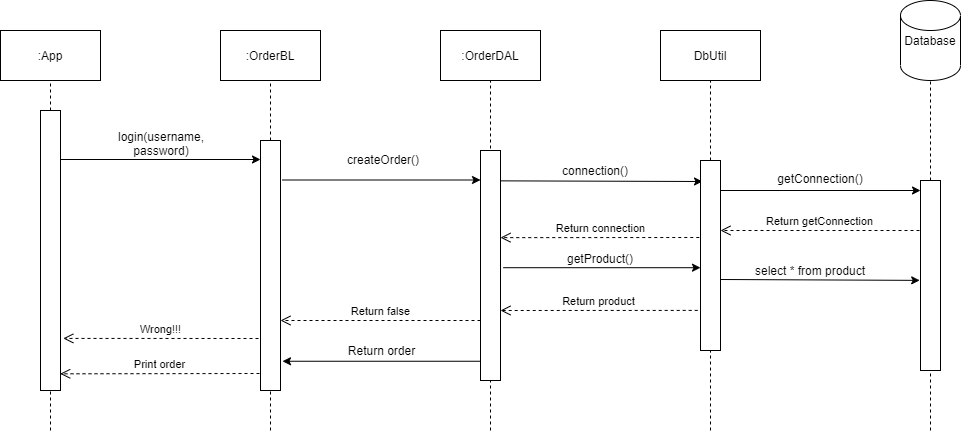 :App
:OrderBL
:OrderDAL
DbUtil
Database
login(username,
password)
createOrder()
connection()
getConnection()
Return getConnection
Return connection
getProduct()
select * from product
Return product
Return false
Wrong!!!
Return order
Print order